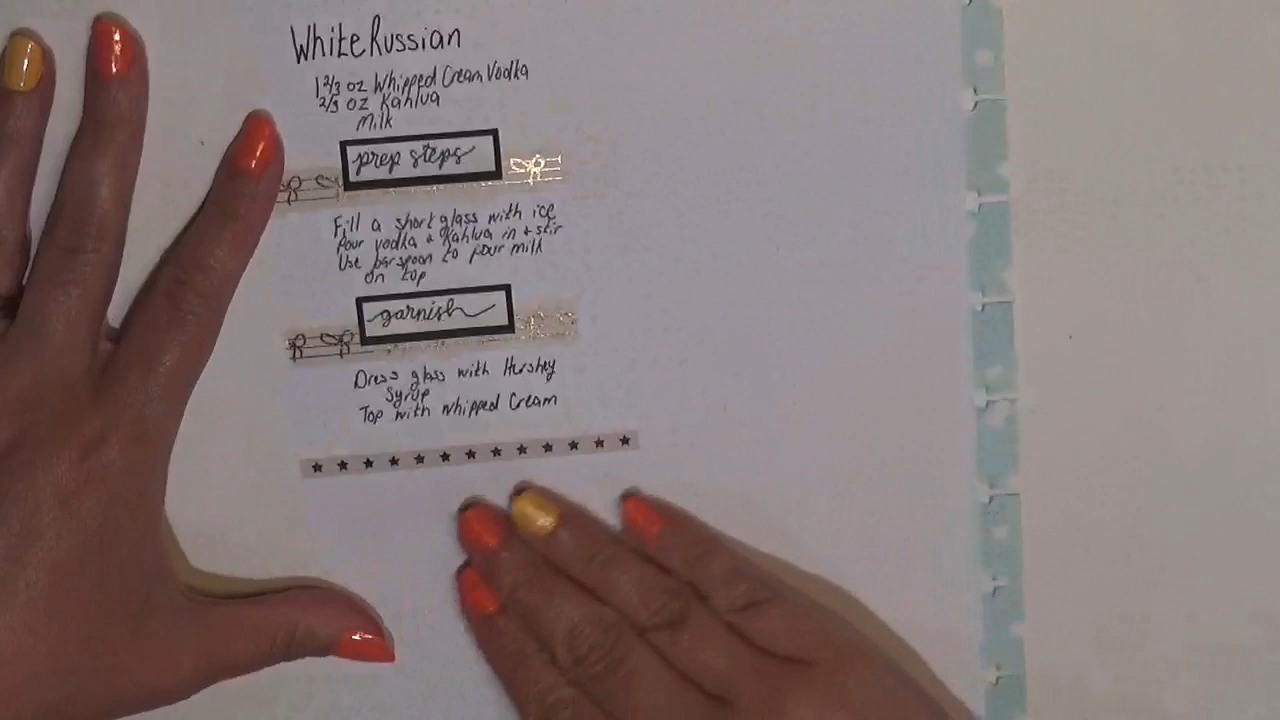 White Russian
1 2/3 oz Whipped Cream Vodka
2/3 oz Kahlua
Milk
prep steps
Fill a short glass with ice
Pour vodka & Kahlua in & stir
Use barspoon to pour milk
on top
garnish
Dress glass with Hershey
Syrup
Top with whipped Cream